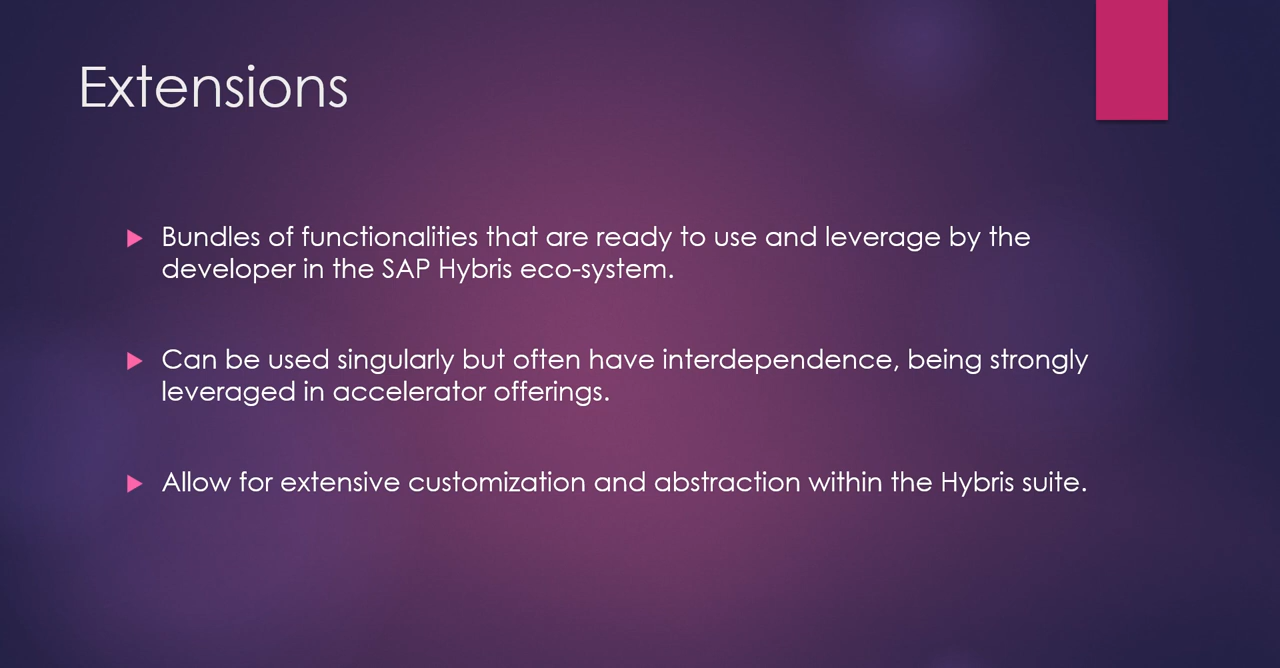 Extensions
Bundles of functionalities that are ready to use and leverage by the
developer in the SAP Hybris eco-system.
Can be used singularly but often have interdependence, being strongly
leveraged in accelerator offerings.
Allow for extensive customization and abstraction within the Hybris suite.